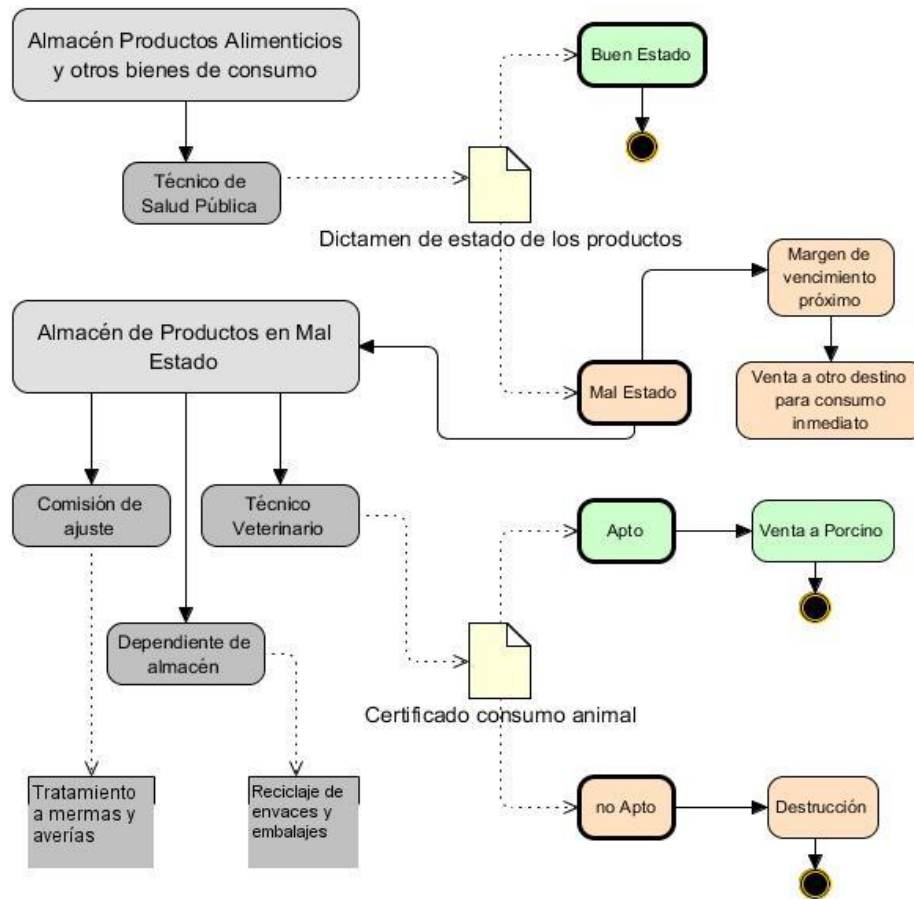 Almacén Productos Alimenticios
y otros bienes de consumo
Buen Estado
Técnico de
Salud Pública
Dictamen de estado de los productos
Margen de
vencimiento
próximo
Almacén de Productos en Mal
Estado
Mal Estado
Venta a otro destino
para consumo
inmediato
Comisión de
ajuste
Técnico
Veterinario
Apto
Venta a Porcino
Dependiente de
almacén
Certificado consumo animal
Tratamiento
a mermas y
averías
Reciclaje de
envaces y
embalajes
no Apto
Destrucción